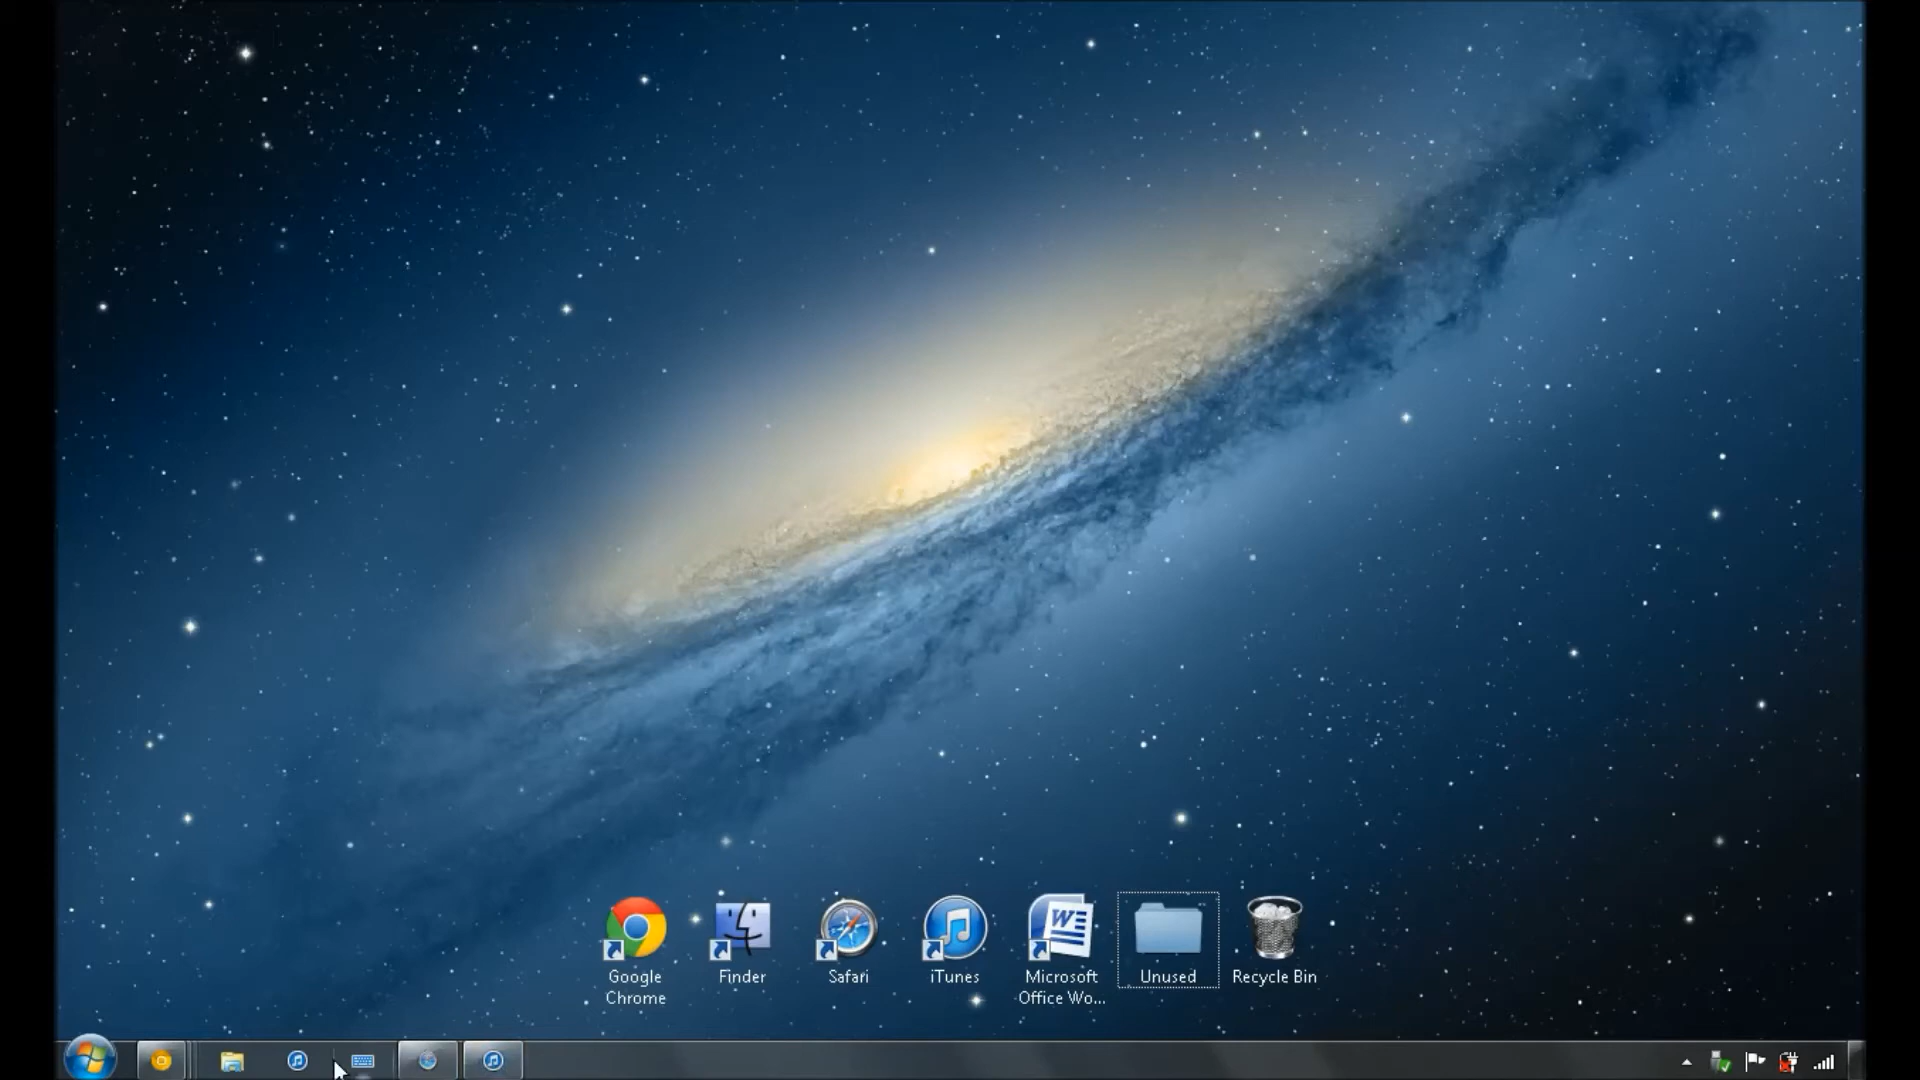 Google
Chrome
Finder
Safari
iTunes
Microsoft
Office Wo...
Unused
Recycle Bin